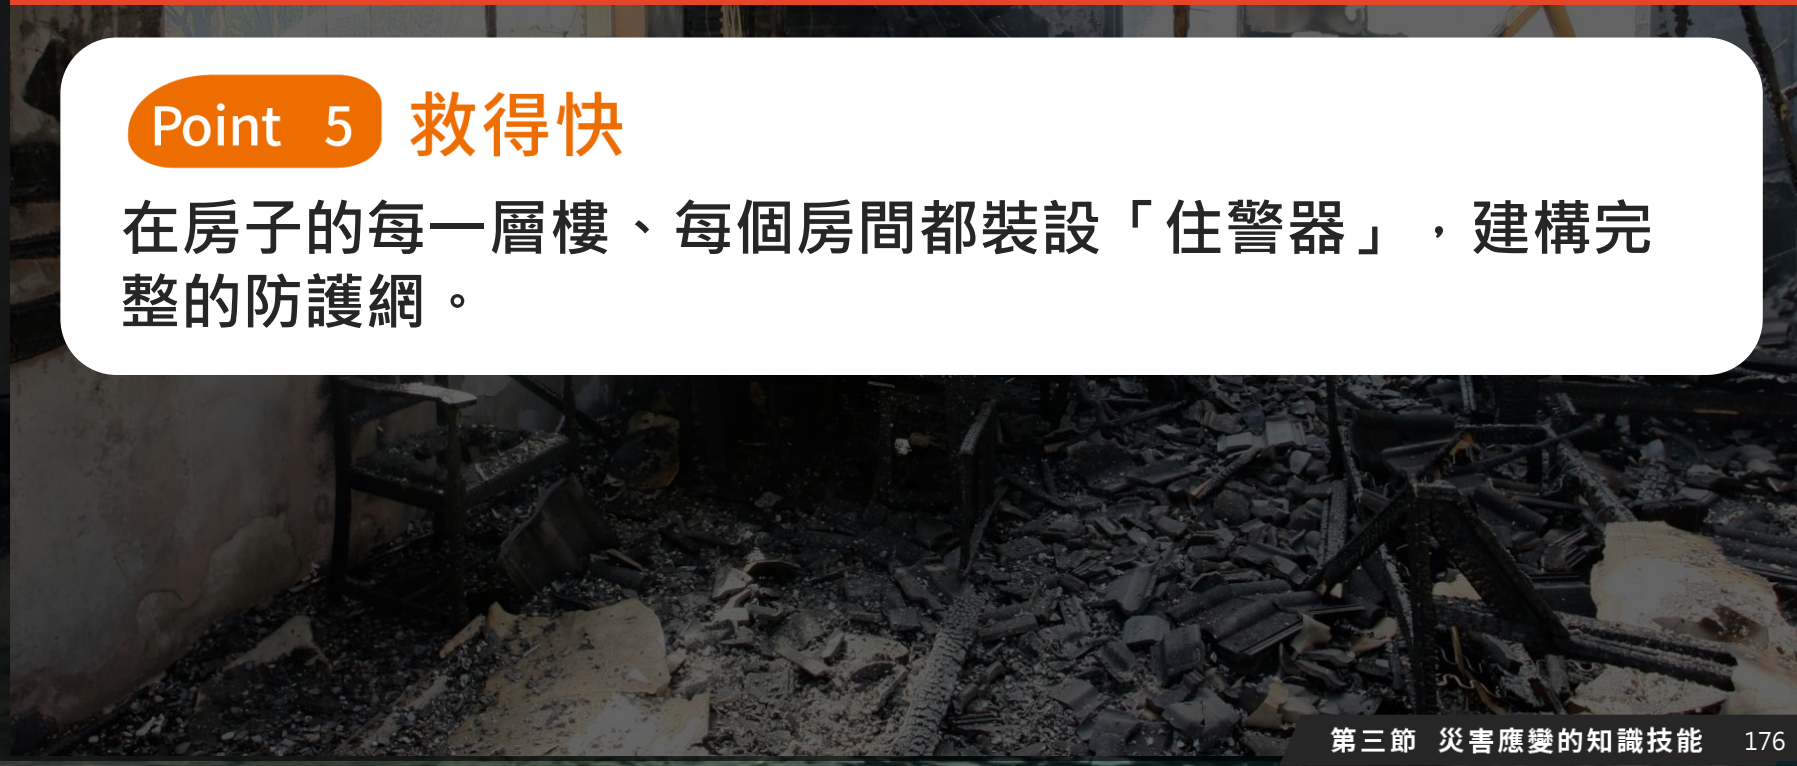 Point 5 救得快
在房子的每一層樓、每個房間都裝設「住警器」，建構完
整的防護網。
第三節 災害應變的知識技能 176